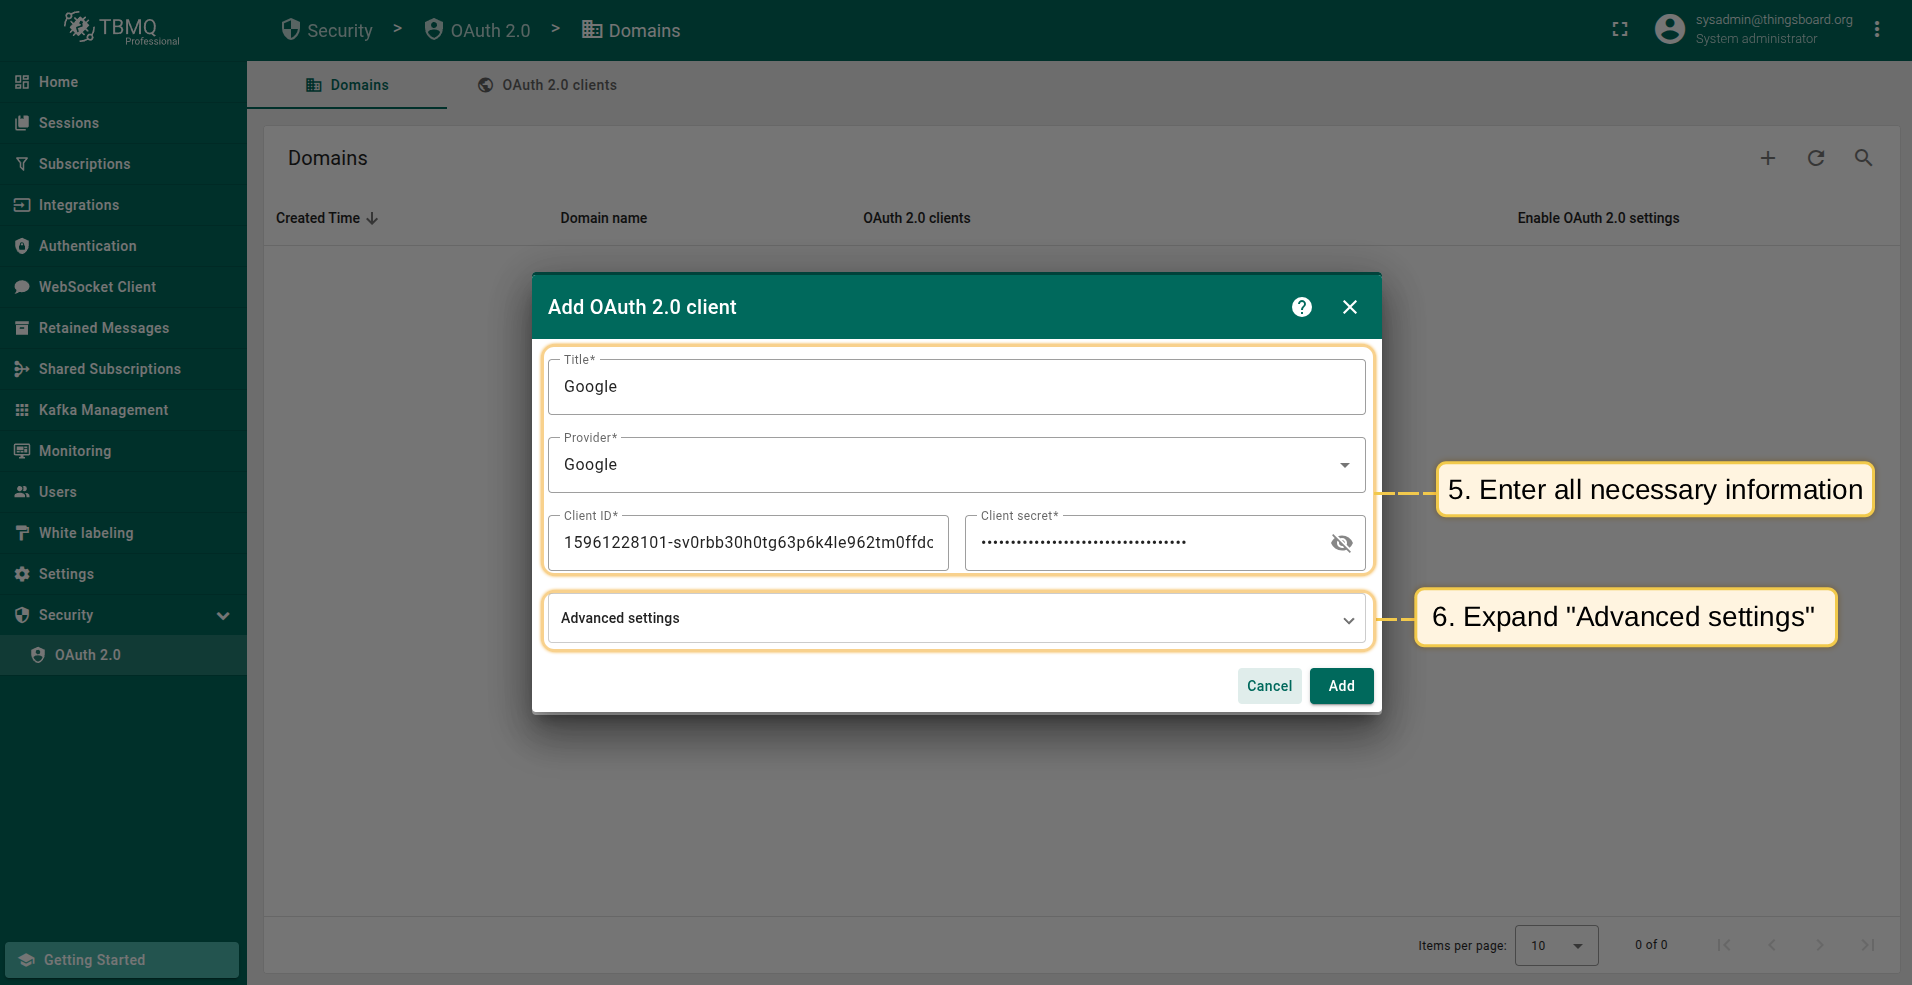 TBMQ
Professional
Security > OAuth 2.0 > Domains
sysadmin@thingsboard.org
System administrator
Home
Sessions
Subscriptions
Integrations
Authentication
WebSocket Client
Retained Messages
Shared Subscriptions
Kafka Management
Monitoring
Users
White labeling
Settings
Security
OAuth 2.0
Getting Started
Domains
OAuth 2.0 clients
Domains
Created Time
Domain name
OAuth 2.0 clients
Enable OAuth 2.0 settings
Add OAuth 2.0 client
Title*
Google
Provider*
Google
Client ID*
15961228101-sv0rbb30h0tg63p6k4le962tm0ffdc
Client secret*
•••••••••••••••••••••••••••••••••••
Advanced settings
Cancel
Add
5. Enter all necessary information
6. Expand "Advanced settings"
Items per page:
10
0 of 0